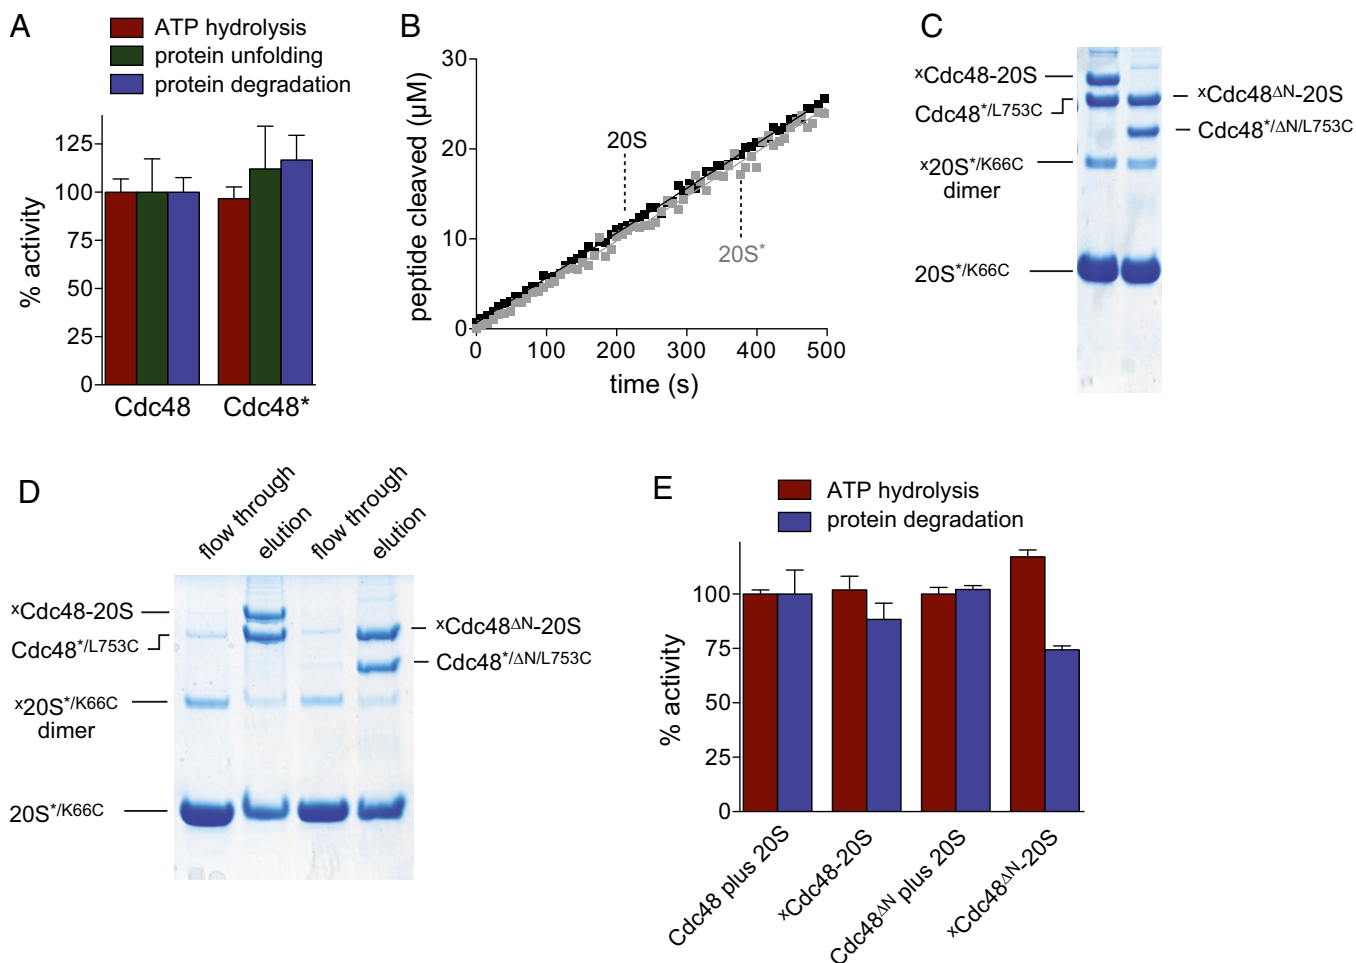 A
ATP hydrolysis
protein unfolding
protein degradation
% activity
125
100
75
50
25
0
Cdc48
Cdc48*
B
peptide cleaved (µM)
30
20
10
0
20S
20S*
0 100 200 300 400 500
time (s)
C
xCdc48-20S
Cdc48*/L753C
x20S*/K66C
dimer
20S*/K66C
xCdc48ΔN-20S
Cdc48*/ΔN/L753C
D
flow through
elution
flow through
elution
xCdc48-20S
Cdc48*/L753C
x20S*/K66C
dimer
20S*/K66C
xCdc48ΔN-20S
Cdc48*/ΔN/L753C
E
ATP hydrolysis
protein degradation
% activity
100
75
50
25
0
Cdc48 plus 20S
xCdc48-20S
Cdc48ΔN plus 20S
xCdc48ΔN-20S